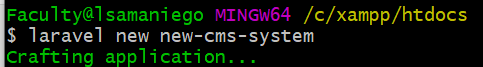 Faculty@lsamaniego MINGW64 /c/xampp/htdocs
$ laravel new new-cms-system
Crafting application...